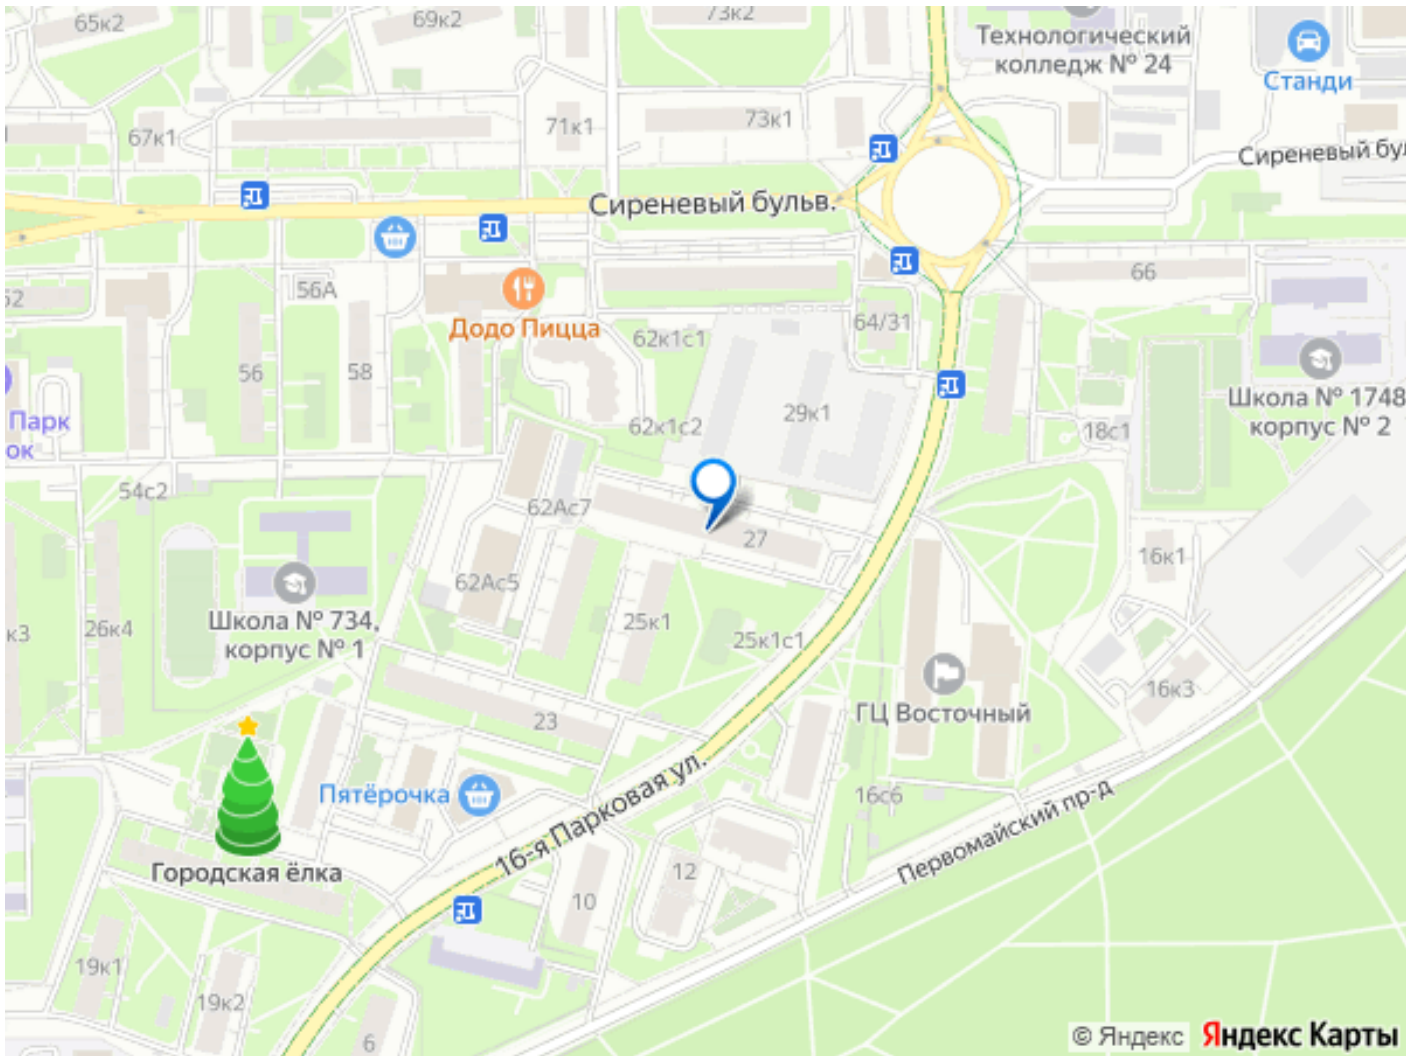 65к2
69к2
73к2
Технологический
колледж № 24
Станди
67к1
71к1
73к1
Сиреневый бул
Сиреневый бульв.
52
56А
66
Додо Пицца
62к1с1
64/31
56
58
Школа № 1748
корпус № 2
Парк
ок
29к1
62к1с2
18с1
54с2
62Ас7
27
16к1
62Ас5
Школа № 734,
корпус № 1
к3
26к4
25к1
25к1с1
16к3
23
ГЦ Восточный
Пятёрочка
16-я Парковая ул.
16с6
Первомайский пр-д
Городская ёлка
12
10
19к1
19к2
6
© Яндекс
Яндекс Карты